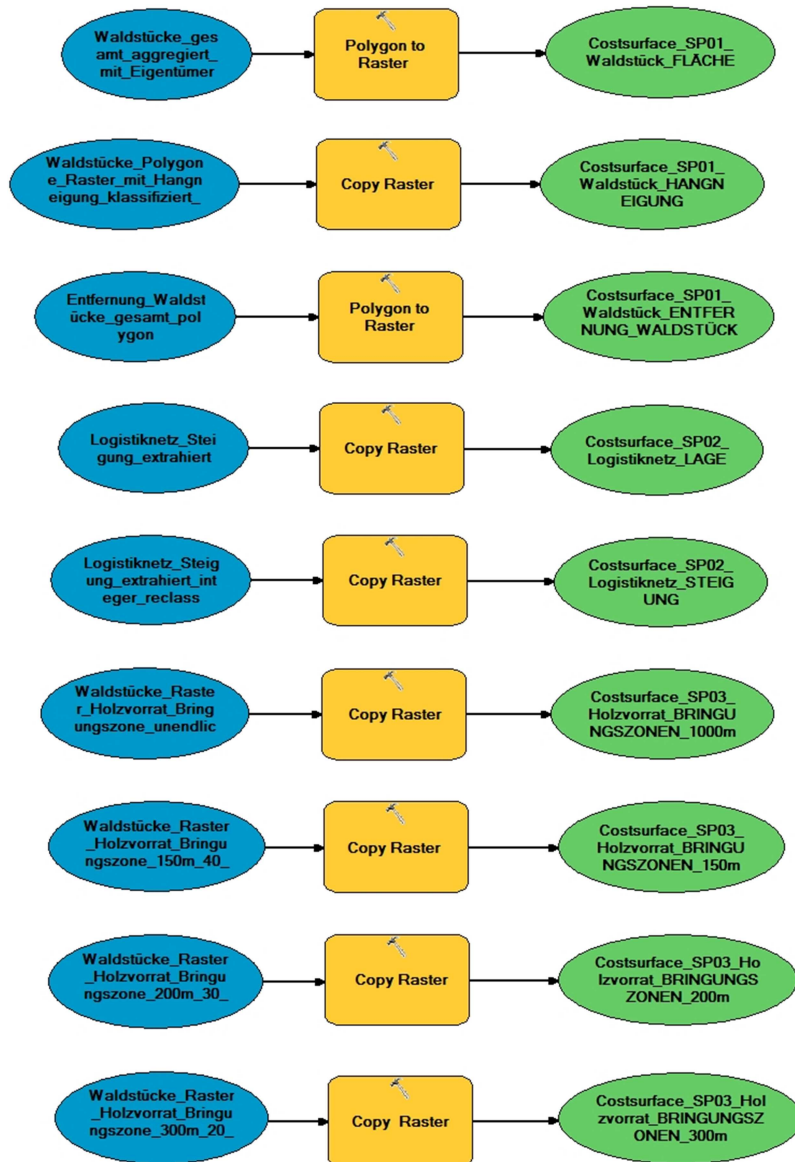 Waldstücke_ges
amt_aggregiert_
mit_Eigentümer
Polygon to
Raster
Costsurface_SP01_
Waldstück_FLÄCHE
Waldstücke_Polygon
e_Raster_mit_Hangn
eigung_klassifiziert_
Copy Raster
Costsurface_SP01_
Waldstück_HANGN
EIGUNG
Entfernung_Waldst
ücke_gesamt_pol
ygon
Polygon to
Raster
Costsurface_SP01_
Waldstück_ENTFER
NUNG_WALDSTÜCK
Logistiknetz_Stei
gung_extrahiert
Copy Raster
Costsurface_SP02_
Logistiknetz_LAGE
Logistiknetz_Steig
ung_extrahiert_int
eger_reclass
Copy Raster
Costsurface_SP02_
Logistiknetz_STEIG
UNG
Waldstücke_Raste
r_Holzvorrat_Bring
ungszone_unendlic
Copy Raster
Costsurface_SP03_
Holzvorrat_BRINGU
NGSZONEN_1000m
Waldstücke_Raster
_Holzvorrat_Bringu
ngszone_150m_40_
Copy Raster
Costsurface_SP03_
Holzvorrat_BRINGU
NGSZONEN_150m
Waldstücke_Raster
_Holzvorrat_Bringu
ngszone_200m_30_
Copy Raster
Costsurface_SP03_Ho
lzvorrat_BRINGUNGS
ZONEN_200m
Waldstücke_Raster
_Holzvorrat_Bringu
ngszone_300m_20_
Copy Raster
Costsurface_SP03_Hol
zvorrat_BRINGUNGSZ
ONEN_300m